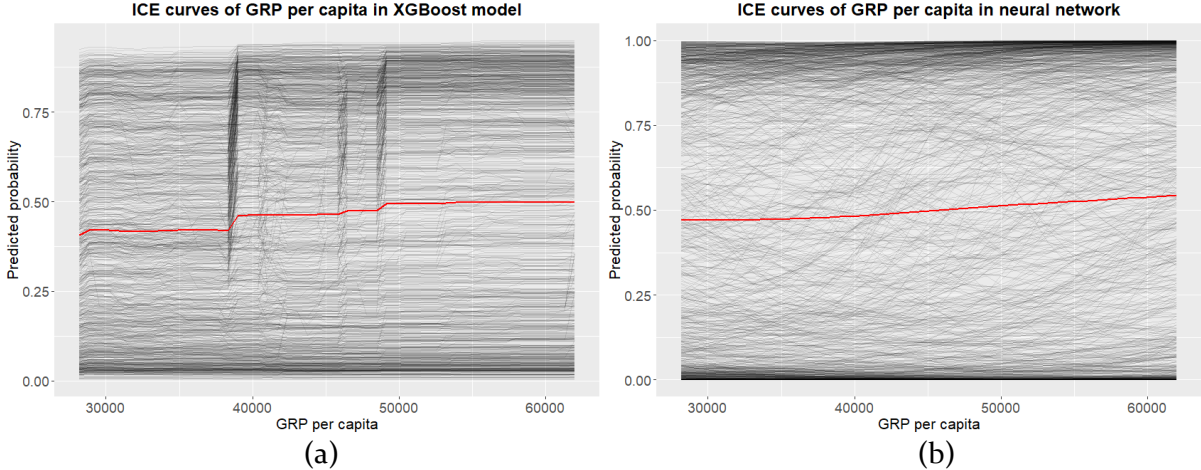 ICE curves of GRP per capita in XGBoost model
Predicted probability
0.75
0.50
0.25
0.00
30000 40000 50000 60000
GRP per capita
(a)
ICE curves of GRP per capita in neural network
Predicted probability
1.00
0.75
0.50
0.25
0.00
30000 40000 50000 60000
GRP per capita
(b)